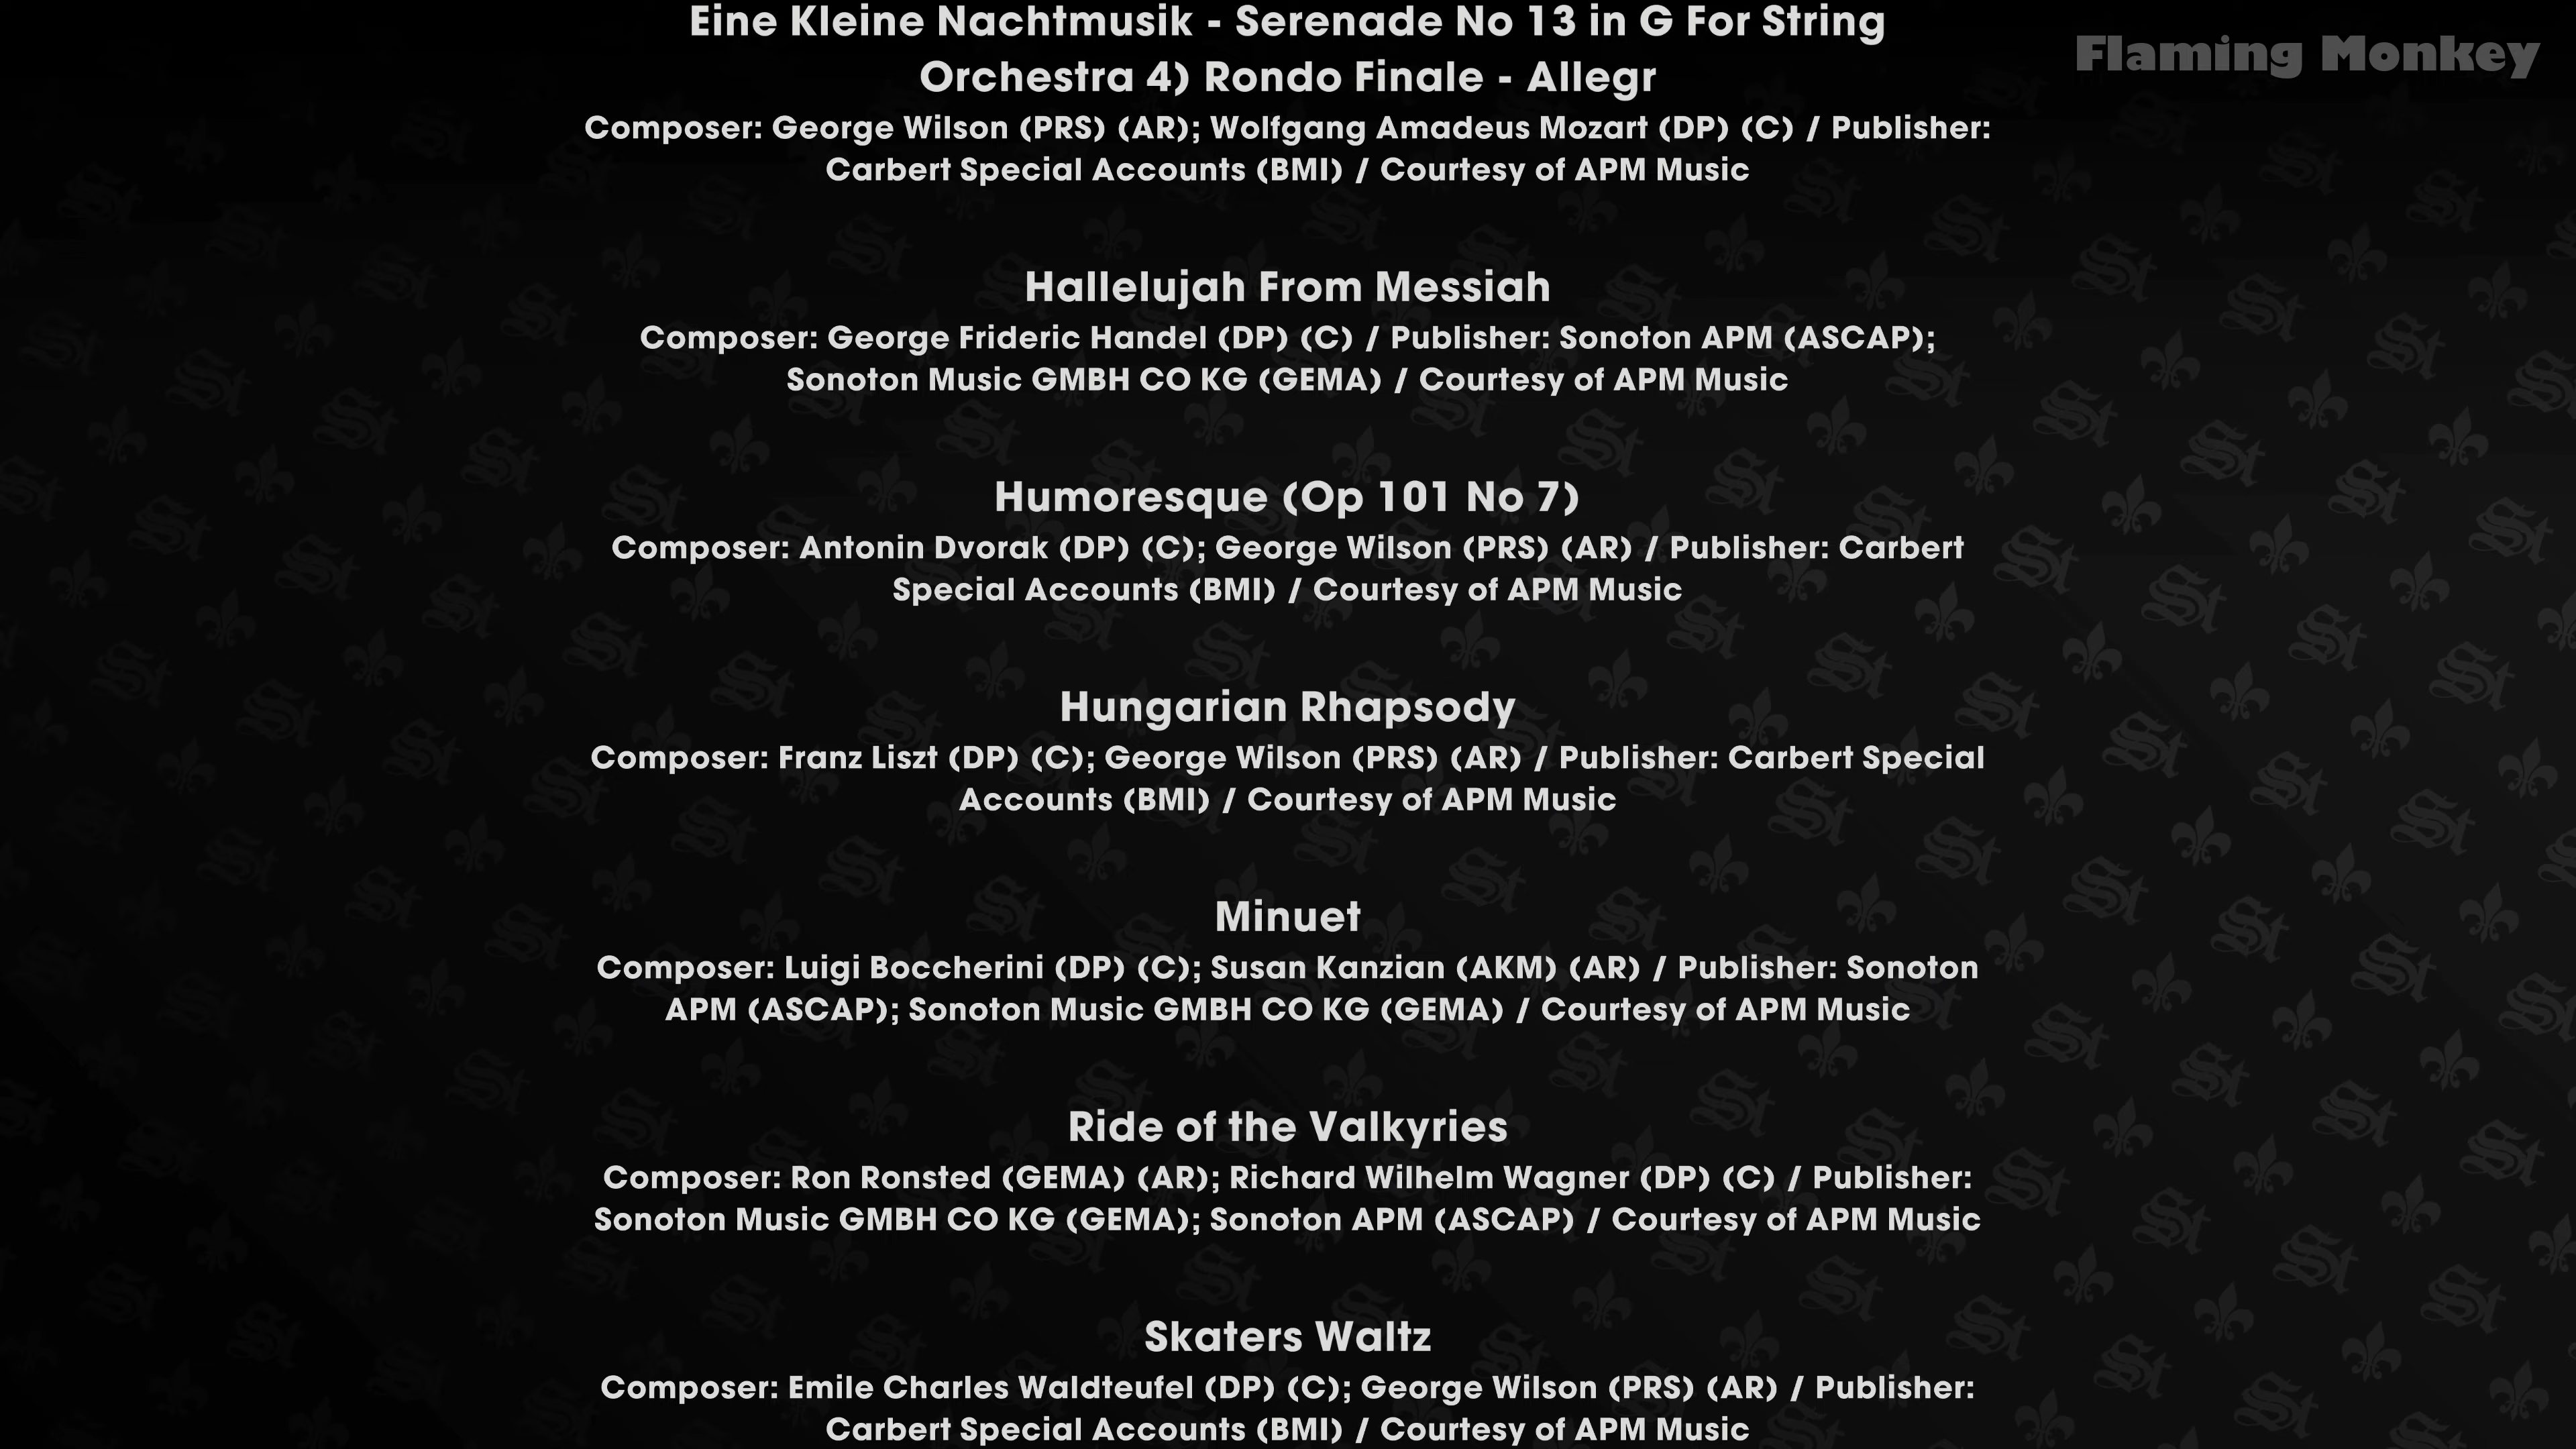 Eine Kleine Nachtmusik - Serenade No 13 in G For String
Orchestra 4) Rondo Finale - Allegr
Flaming Monkey
Composer: George Wilson (PRS) (AR); Wolfgang Amadeus Mozart (DP) (C) / Publisher:
Carbert Special Accounts (BMI) / Courtesy of APM Music
Hallelujah From Messiah
Composer: George Frideric Handel (DP) (C) / Publisher: Sonoton APM (ASCAP);
Sonoton Music GMBH CO KG (GEMA) / Courtesy of APM Music
Humoresque (Op 101 No 7)
Composer: Antonin Dvorak (DP) (C); George Wilson (PRS) (AR) / Publisher: Carbert
Special Accounts (BMI) / Courtesy of APM Music
Hungarian Rhapsody
Composer: Franz Liszt (DP) (C); George Wilson (PRS) (AR) / Publisher: Carbert Special
Accounts (BMI) / Courtesy of APM Music
Minuet
Composer: Luigi Boccherini (DP) (C); Susan Kanzian (AKM) (AR) / Publisher: Sonoton
APM (ASCAP); Sonoton Music GMBH CO KG (GEMA) / Courtesy of APM Music
Ride of the Valkyries
Composer: Ron Ronsted (GEMA) (AR); Richard Wilhelm Wagner (DP) (C) / Publisher:
Sonoton Music GMBH CO KG (GEMA); Sonoton APM (ASCAP) / Courtesy of APM Music
Skaters Waltz
Composer: Emile Charles Waldteufel (DP) (C); George Wilson (PRS) (AR) / Publisher:
Carbert Special Accounts (BMI) / Courtesy of APM Music